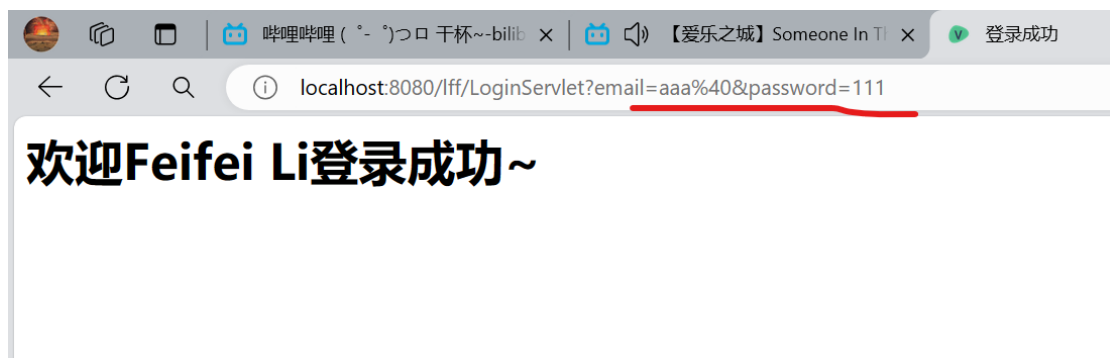 哔哩哔哩 ( ゜- ゜)つロ 干杯~-bilib
【爱乐之城】Someone In Th
登录成功
localhost:8080/lff/LoginServlet?email=aaa%40&password=111
欢迎Feifei Li登录成功~